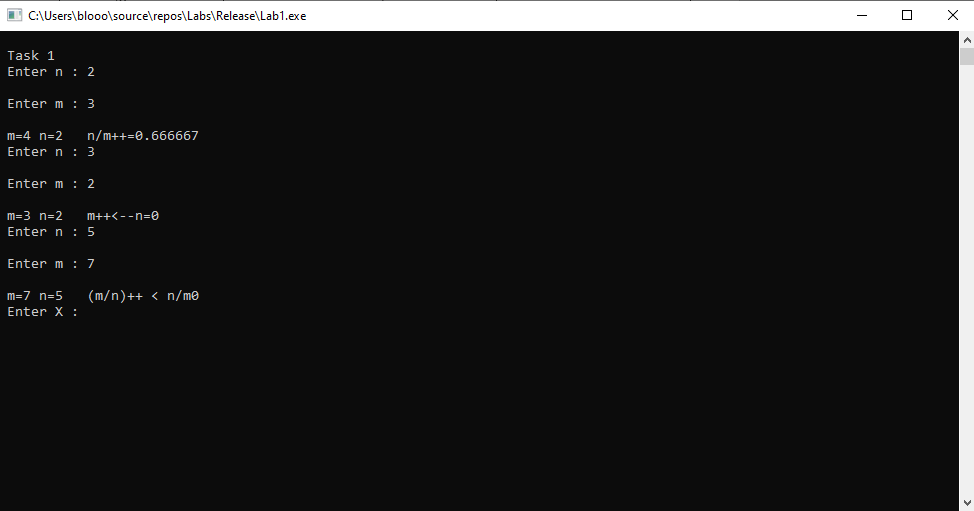 C:\Users\blooo\source\repos\Labs\Release\Lab1.exe
Task 1
Enter n : 2
Enter m : 3
m=4 n=2   n/m++=0.666667
Enter n : 3
Enter m : 2
m=3 n=2   m++<--n=0
Enter n : 5
Enter m : 7
m=7 n=5   (m/n)++ < n/m0
Enter X :